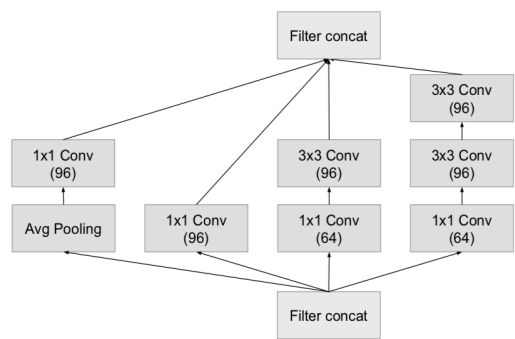 Filter concat
3x3 Conv
(96)
1x1 Conv
(96)
3x3 Conv
(96)
3x3 Conv
(96)
Avg Pooling
1x1 Conv
(96)
1x1 Conv
(64)
1x1 Conv
(64)
Filter concat